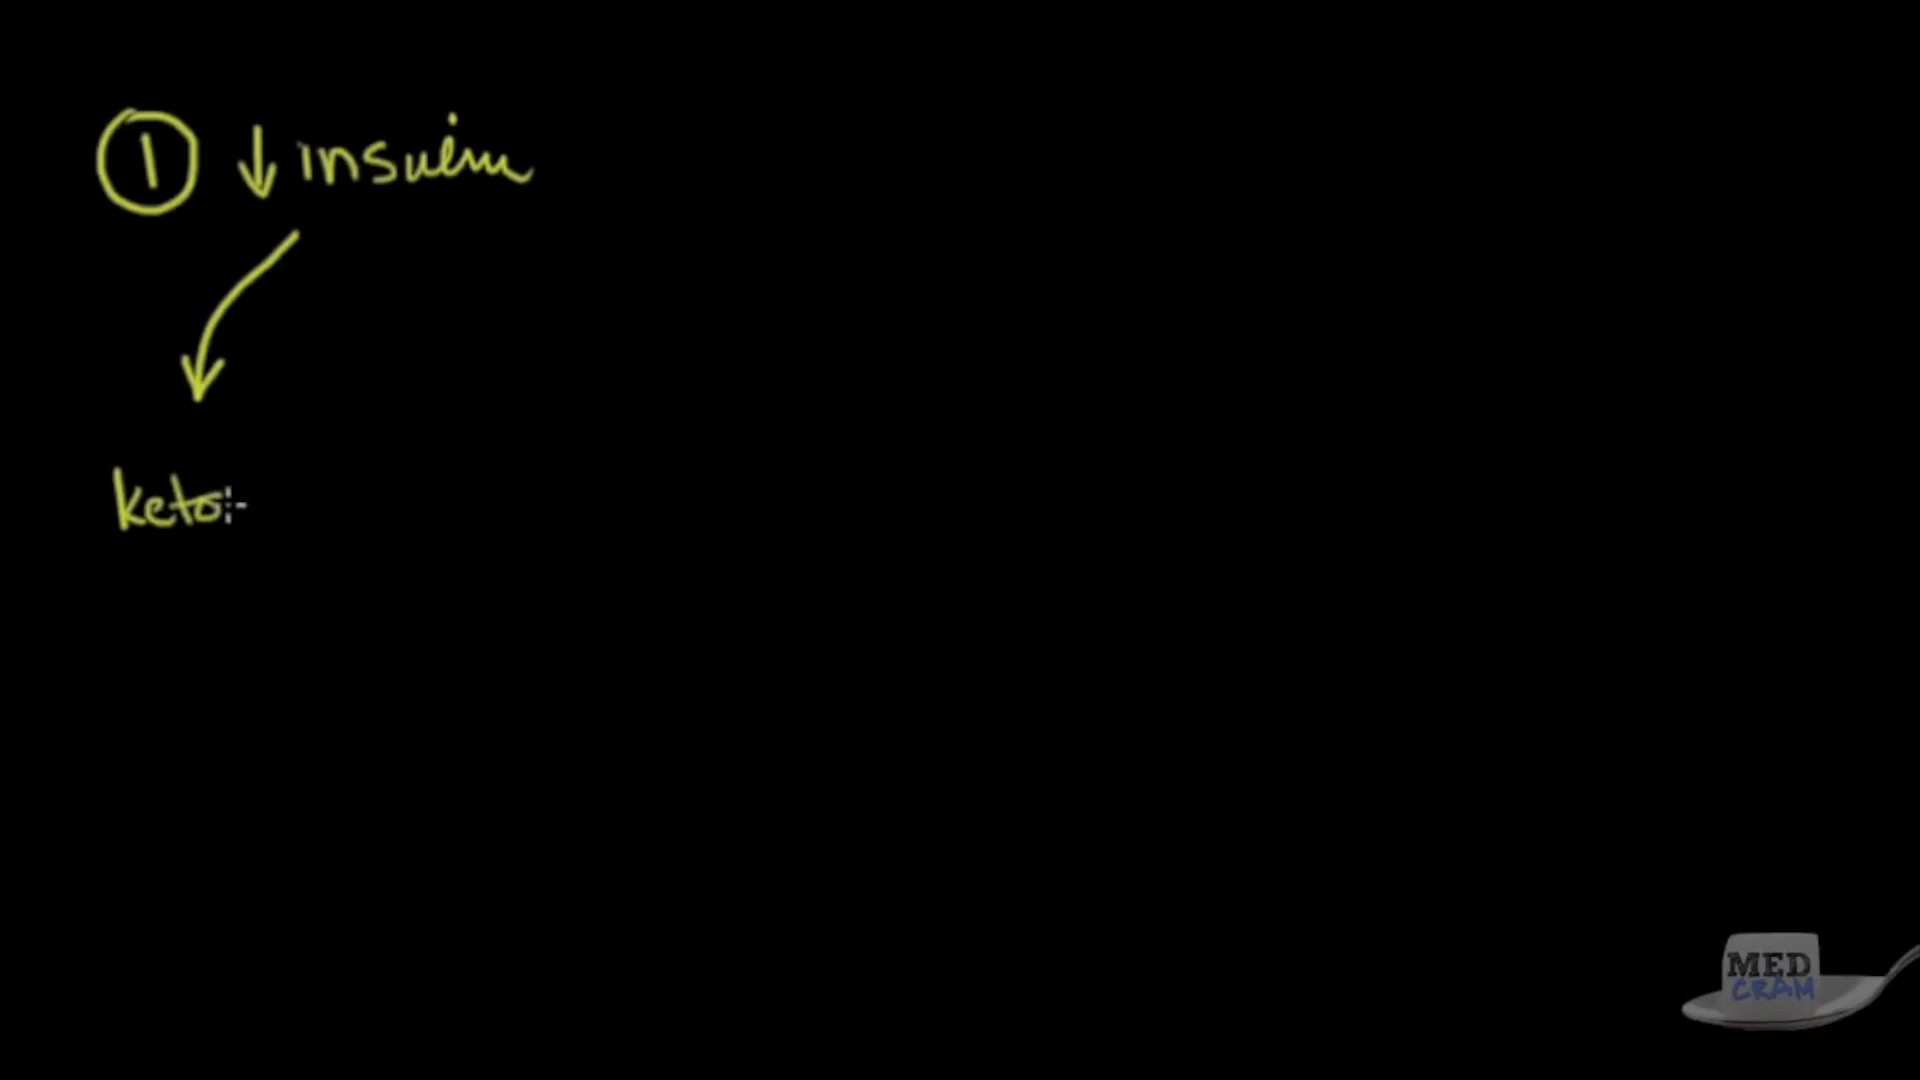 ① ↓ insulin
keto
MED
CRAM